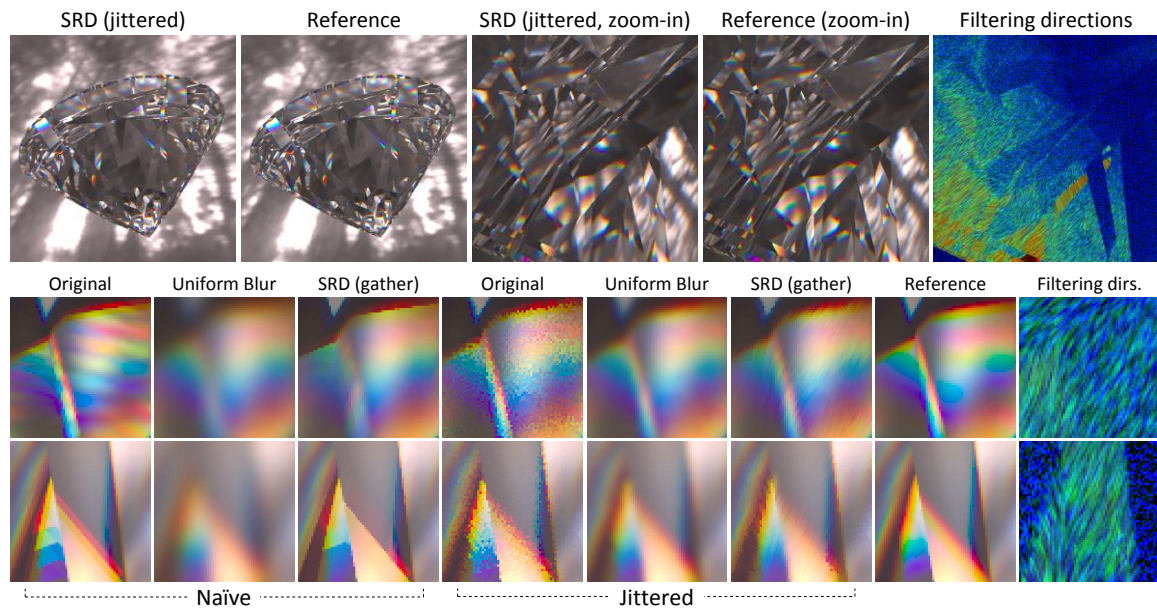 SRD (jittered) Reference SRD (jittered, zoom-in) Reference (zoom-in) Filtering directions
Original Uniform Blur SRD (gather) Original Uniform Blur SRD (gather) Reference Filtering dirs.
Naïve Jittered